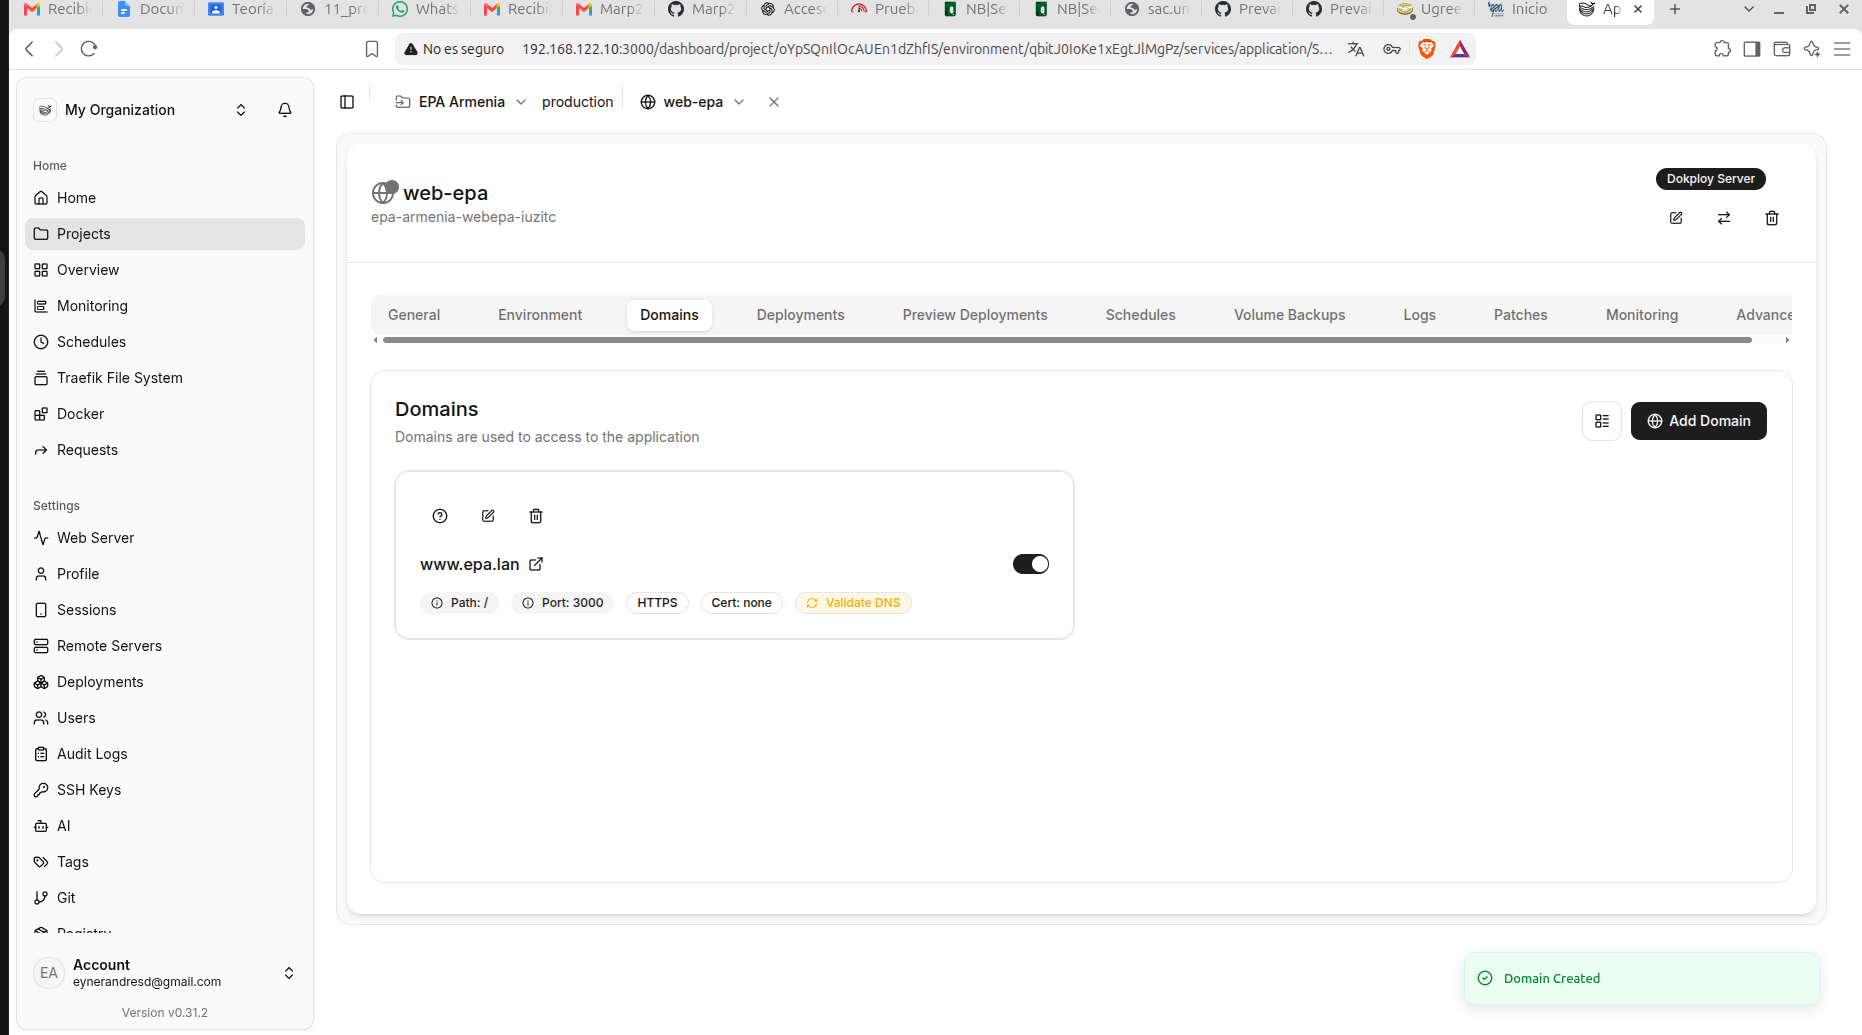 Recibi
Docun
Teoría
11_pr
Whats
Recibi
Marp2
Marp2
Acces
Prueb
NB|Se
NB|Se
sac.un
Prevai
Prevai
Ugree
Inicio
Ap
No es seguro
192.168.122.10:3000/dashboard/project/oYpSQnIlOcAUEn1dZhfIS/environment/qbitJ0IoKe1xEgtJlMgPz/services/application/S...
My Organization
EPA Armenia
production
web-epa
Home
Home
Projects
Overview
Monitoring
Schedules
Traefik File System
Docker
Requests
Settings
Web Server
Profile
Sessions
Remote Servers
Deployments
Users
Audit Logs
SSH Keys
AI
Tags
Git
Registry
EA
Account
eynerandresd@gmail.com
Version v0.31.2
web-epa
epa-armenia-webepa-iuzitc
Dokploy Server
General
Environment
Domains
Deployments
Preview Deployments
Schedules
Volume Backups
Logs
Patches
Monitoring
Advance
Domains
Domains are used to access to the application
Add Domain
www.epa.lan
Path: /
Port: 3000
HTTPS
Cert: none
Validate DNS
Domain Created